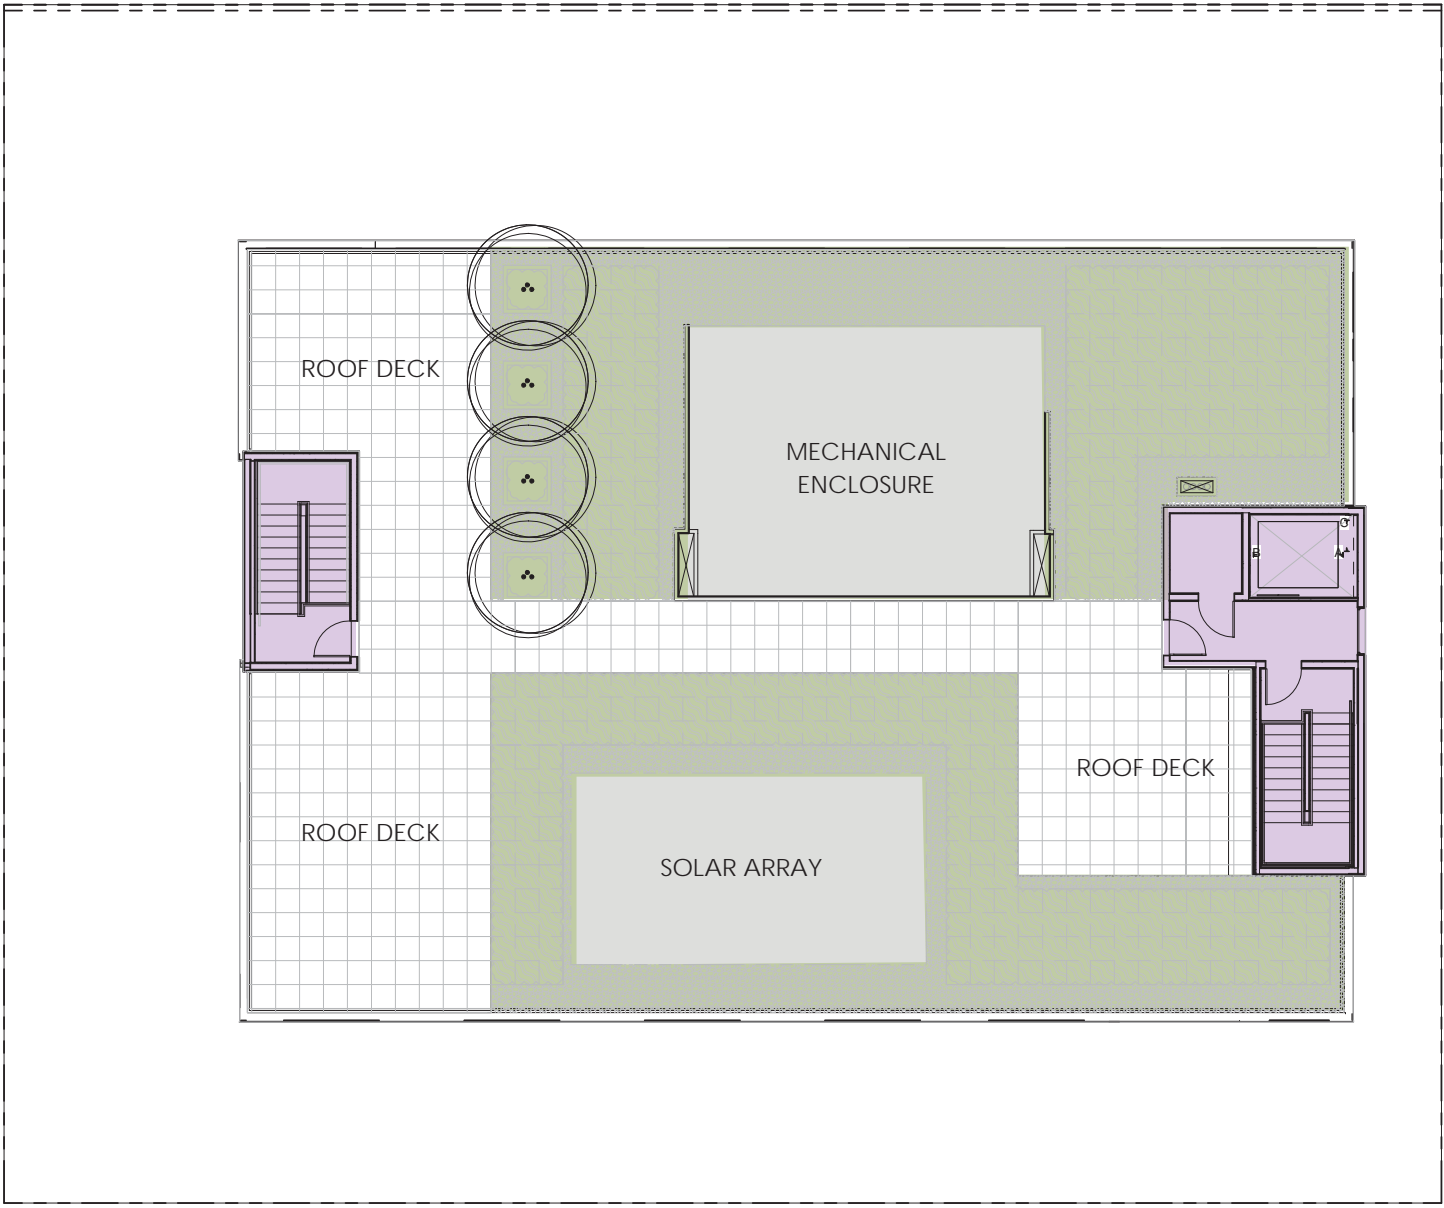 ROOF DECK
MECHANICAL
ENCLOSURE
C
B
A
ROOF DECK
ROOF DECK
SOLAR ARRAY